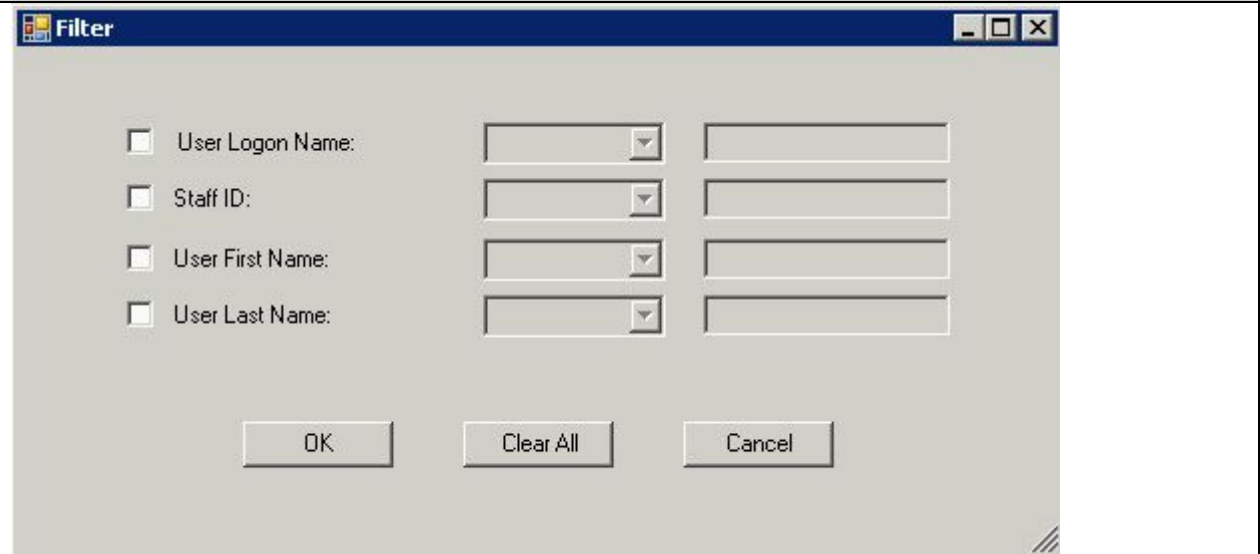 Filter
User Logon Name:
Staff ID:
User First Name:
User Last Name:
OK Clear All Cancel